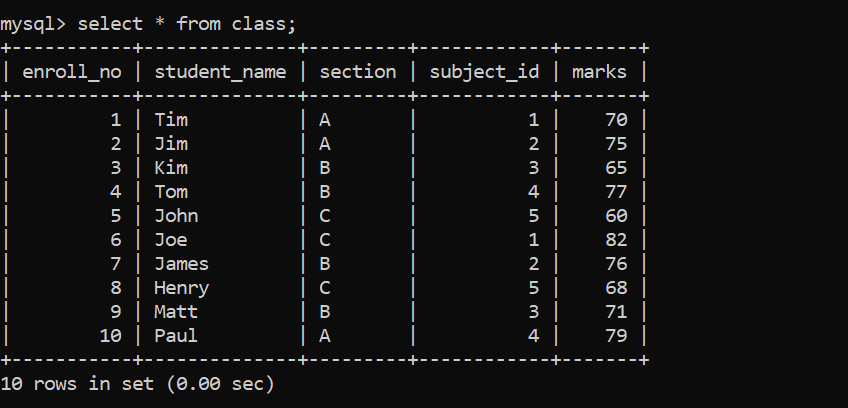 mysql> select * from class;
+-----------+--------------+---------+------------+-------+
| enroll_no | student_name | section | subject_id | marks |
+-----------+--------------+---------+------------+-------+
|         1 | Tim          | A       |          1 |    70 |
|         2 | Jim          | A       |          2 |    75 |
|         3 | Kim          | B       |          3 |    65 |
|         4 | Tom          | B       |          4 |    77 |
|         5 | John         | C       |          5 |    60 |
|         6 | Joe          | C       |          1 |    82 |
|         7 | James        | B       |          2 |    76 |
|         8 | Henry        | C       |          5 |    68 |
|         9 | Matt         | B       |          3 |    71 |
|        10 | Paul         | A       |          4 |    79 |
+-----------+--------------+---------+------------+-------+
10 rows in set (0.00 sec)